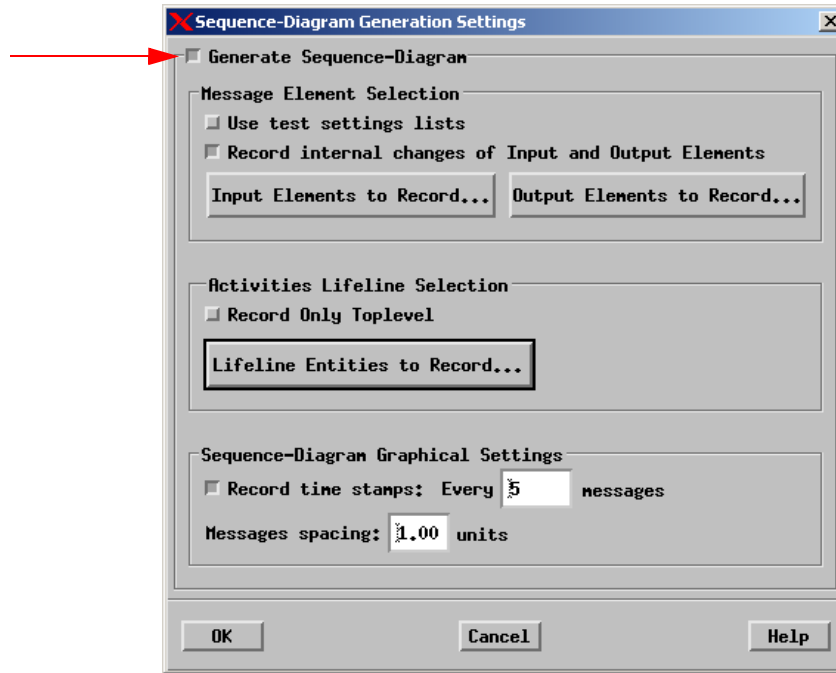 Sequence-Diagram Generation Settings
Generate Sequence-Diagram
Message Element Selection
Use test settings lists
Record internal changes of Input and Output Elements
Input Elements to Record... Output Elements to Record...
Activities Lifeline Selection
Record Only Toplevel
Lifeline Entities to Record...
Sequence-Diagram Graphical Settings
Record time stamps: Every 5 messages
Messages spacing: 1.00 units
OK Cancel Help